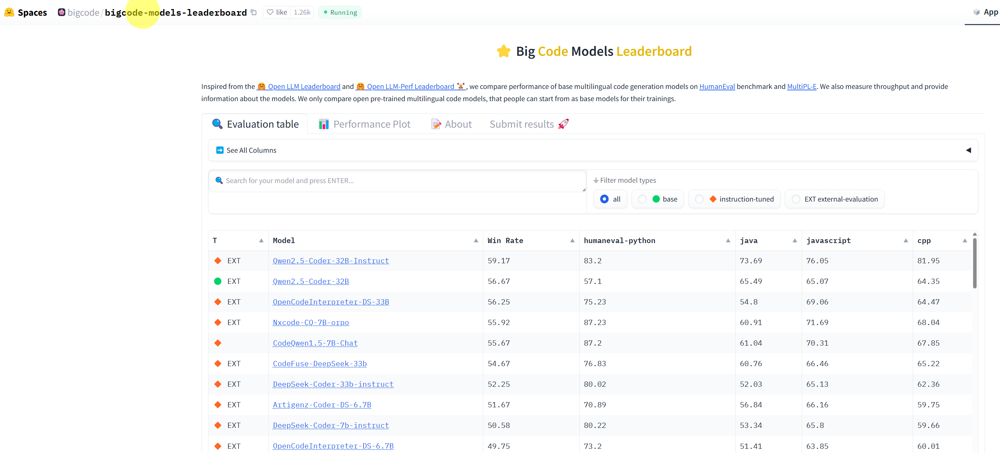 Spaces bigcode/bigcode-models-leaderboard like 1.26k Running App
Big Code Models Leaderboard
Inspired from the 🤗 Open LLM Leaderboard and 🤗 Open LLM-Perf Leaderboard 🏋️, we compare performance of base multilingual code generation models on HumanEval benchmark and MultiPL-E. We also measure throughput and provide
information about the models. We only compare open pre-trained multilingual code models, that people can start from as base models for their trainings.
🔍 Evaluation table 📊 Performance Plot 📝 About Submit results 🚀
➡️ See All Columns ◀
🔍 Search for your model and press ENTER...
⏚ Filter model types
all 🟢 base 🔶 instruction-tuned EXT external-evaluation
T Model Win Rate humaneval-python java javascript cpp
🔶 EXT Qwen2.5-Coder-32B-Instruct 59.17 83.2 73.69 76.05 81.95
🟢 EXT Qwen2.5-Coder-32B 56.67 57.1 65.49 65.07 64.35
🔶 EXT OpenCodeInterpreter-DS-33B 56.25 75.23 54.8 69.06 64.47
🔶 EXT Nxcode-CQ-7B-orpo 55.92 87.23 60.91 71.69 68.04
🔶 CodeQwen1.5-7B-Chat 55.67 87.2 61.04 70.31 67.85
🔶 EXT CodeFuse-DeepSeek-33b 54.67 76.83 60.76 66.46 65.22
🔶 EXT DeepSeek-Coder-33b-instruct 52.25 80.02 52.03 65.13 62.36
🔶 EXT Artigenz-Coder-DS-6.7B 51.67 70.89 56.84 66.16 59.75
🔶 EXT DeepSeek-Coder-7b-instruct 50.58 80.22 53.34 65.8 59.66
🔶 EXT OpenCodeInterpreter-DS-6.7B 49.75 73.2 51.41 63.85 60.01